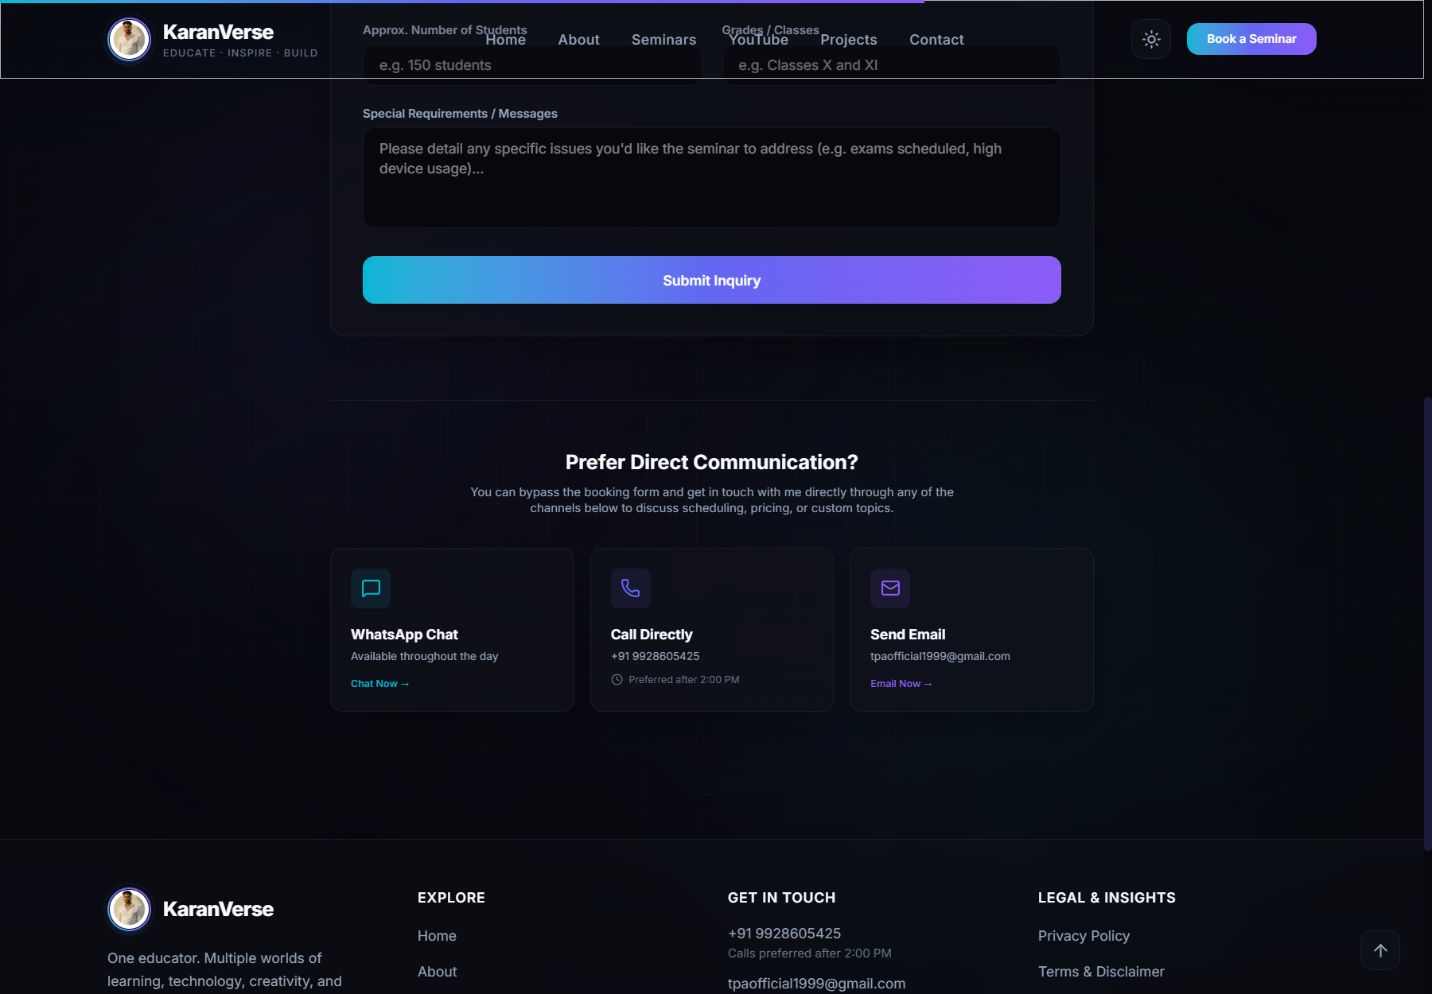 KaranVerse
EDUCATE · INSPIRE · BUILD
Home
About
Seminars
YouTube
Projects
Contact
Book a Seminar
Approx. Number of Students
e.g. 150 students
Grades / Classes
e.g. Classes X and XI
Special Requirements / Messages
Please detail any specific issues you'd like the seminar to address (e.g. exams scheduled, high
device usage)...
Submit Inquiry
Prefer Direct Communication?
You can bypass the booking form and get in touch with me directly through any of the
channels below to discuss scheduling, pricing, or custom topics.
WhatsApp Chat
Available throughout the day
Chat Now →
Call Directly
+91 9928605425
Preferred after 2:00 PM
Send Email
tpaofficial1999@gmail.com
Email Now →
KaranVerse
One educator. Multiple worlds of
learning, technology, creativity, and
EXPLORE
Home
About
GET IN TOUCH
+91 9928605425
Calls preferred after 2:00 PM
tpaofficial1999@gmail.com
LEGAL & INSIGHTS
Privacy Policy
Terms & Disclaimer